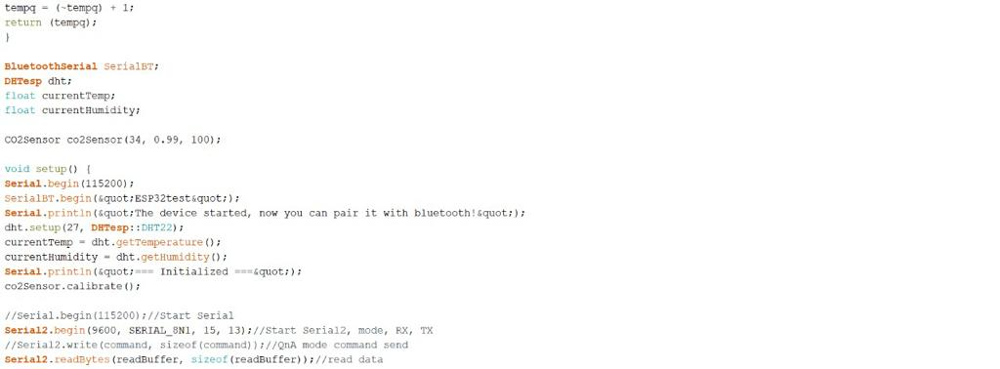 tempq = (~tempq) + 1;
return (tempq);
}
BluetoothSerial SerialBT;
DHTesp dht;
float currentTemp;
float currentHumidity;
CO2Sensor co2Sensor(34, 0.99, 100);
void setup() {
Serial.begin(115200);
SerialBT.begin(&quot;ESP32test&quot;);
Serial.println(&quot;The device started, now you can pair it with bluetooth!&quot;);
dht.setup(27, DHTesp::DHT22);
currentTemp = dht.getTemperature();
currentHumidity = dht.getHumidity();
Serial.println(&quot;=== Initialized ===&quot;);
co2Sensor.calibrate();
//Serial.begin(115200);//Start Serial
Serial2.begin(9600, SERIAL_8N1, 15, 13);//Start Serial2, mode, RX, TX
//Serial2.write(command, sizeof(command));//QnA mode command send
Serial2.readBytes(readBuffer, sizeof(readBuffer));//read data